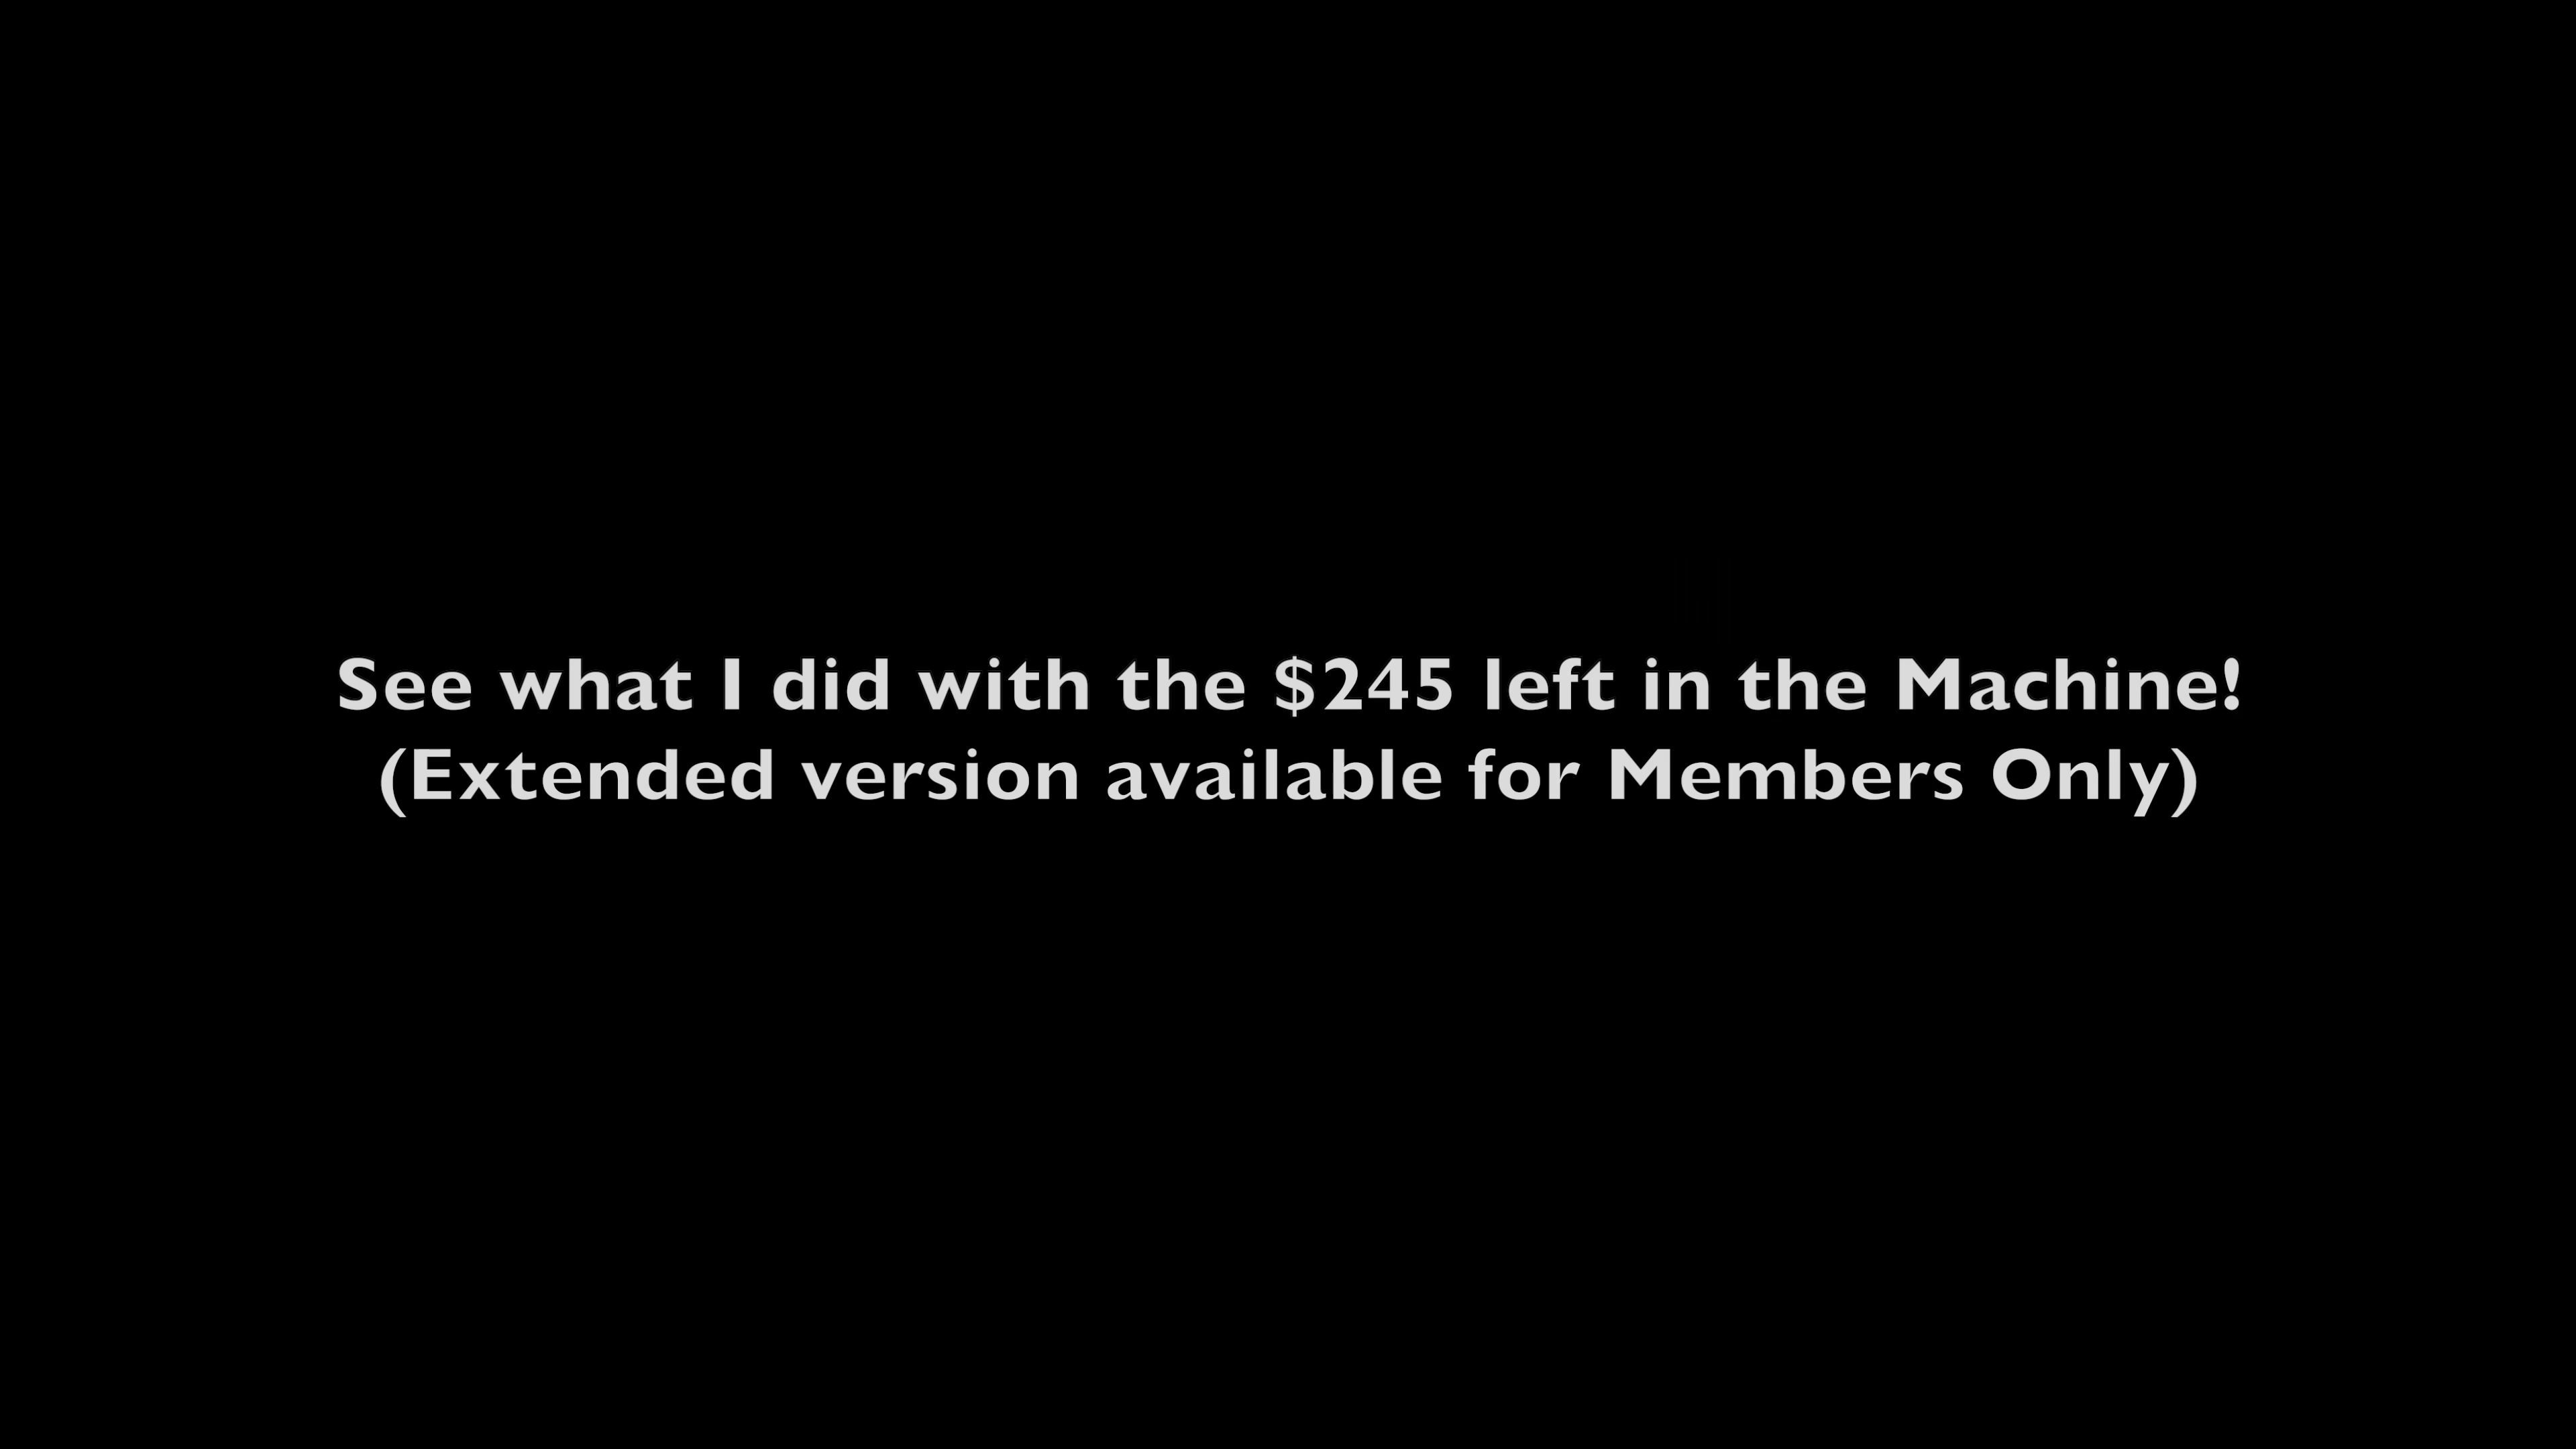 See what I did with the $245 left in the Machine!
(Extended version available for Members Only)